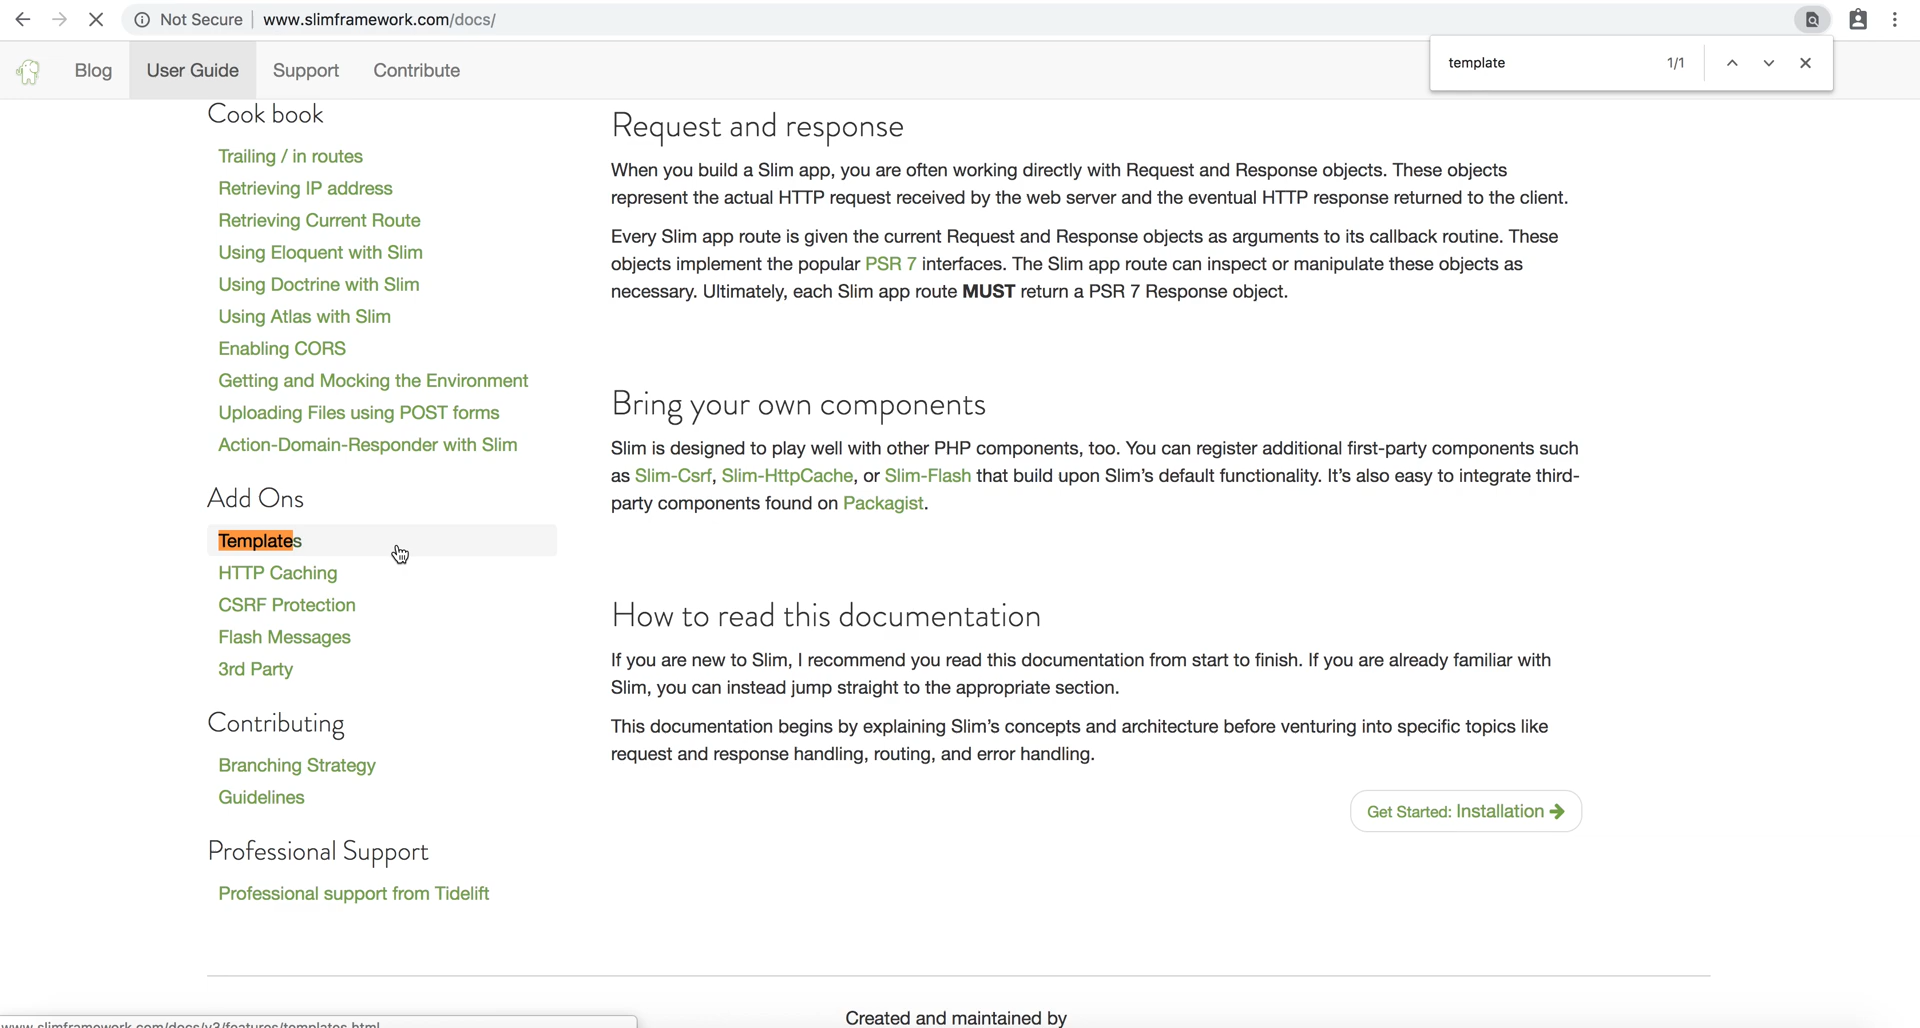 Not Secure | www.slimframework.com/docs/
template 1/1
Blog User Guide Support Contribute
Cook book
Trailing / in routes
Retrieving IP address
Retrieving Current Route
Using Eloquent with Slim
Using Doctrine with Slim
Using Atlas with Slim
Enabling CORS
Getting and Mocking the Environment
Uploading Files using POST forms
Action-Domain-Responder with Slim
Add Ons
Templates
HTTP Caching
CSRF Protection
Flash Messages
3rd Party
Contributing
Branching Strategy
Guidelines
Professional Support
Professional support from Tidelift
Request and response
When you build a Slim app, you are often working directly with Request and Response objects. These objects
represent the actual HTTP request received by the web server and the eventual HTTP response returned to the client.
Every Slim app route is given the current Request and Response objects as arguments to its callback routine. These
objects implement the popular PSR 7 interfaces. The Slim app route can inspect or manipulate these objects as
necessary. Ultimately, each Slim app route MUST return a PSR 7 Response object.
Bring your own components
Slim is designed to play well with other PHP components, too. You can register additional first-party components such
as Slim-Csrf, Slim-HttpCache, or Slim-Flash that build upon Slim's default functionality. It's also easy to integrate third-
party components found on Packagist.
How to read this documentation
If you are new to Slim, I recommend you read this documentation from start to finish. If you are already familiar with
Slim, you can instead jump straight to the appropriate section.
This documentation begins by explaining Slim's concepts and architecture before venturing into specific topics like
request and response handling, routing, and error handling.
Get Started: Installation
Created and maintained by
www.slimframework.com/docs/v3/features/templates.html